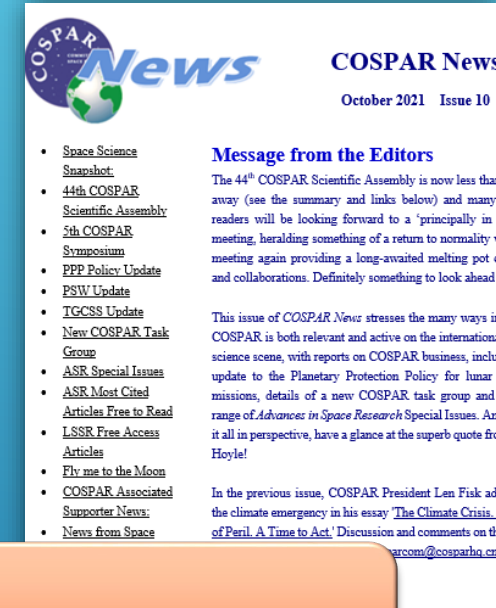 COSPAR
News
COSPAR News
October 2021 Issue 10
Space Science
Snapshot:
44th COSPAR
Scientific Assembly
5th COSPAR
Symposium
PPP Policy Update
PSW Update
TGCSS Update
New COSPAR Task
Group
ASR Special Issues
ASR Most Cited
Articles Free to Read
LSSR Free Access
Articles
Fly me to the Moon
COSPAR Associated
Supporter News:
News from Space
Message from the Editors
The 44th COSPAR Scientific Assembly is now less
away (see the summary and links below) and many
readers will be looking forward to a 'principally in
meeting, heralding something of a return to normality
meeting again providing a long-awaited melting pot
and collaborations. Definitely something to look ahead
This issue of COSPAR News stresses the many ways
COSPAR is both relevant and active on the
science scene, with reports on COSPAR business,
update to the Planetary Protection Policy for lunar
missions, details of a new COSPAR task group and
range of Advances in Space Research Special Issues.
it all in perspective, have a glance at the superb quote
Hoyle!
In the previous issue, COSPAR President Len Fisk
the climate emergency in his essay 'The Climate Crisis.
of Peril. A Time to Act.' Discussion and comments on